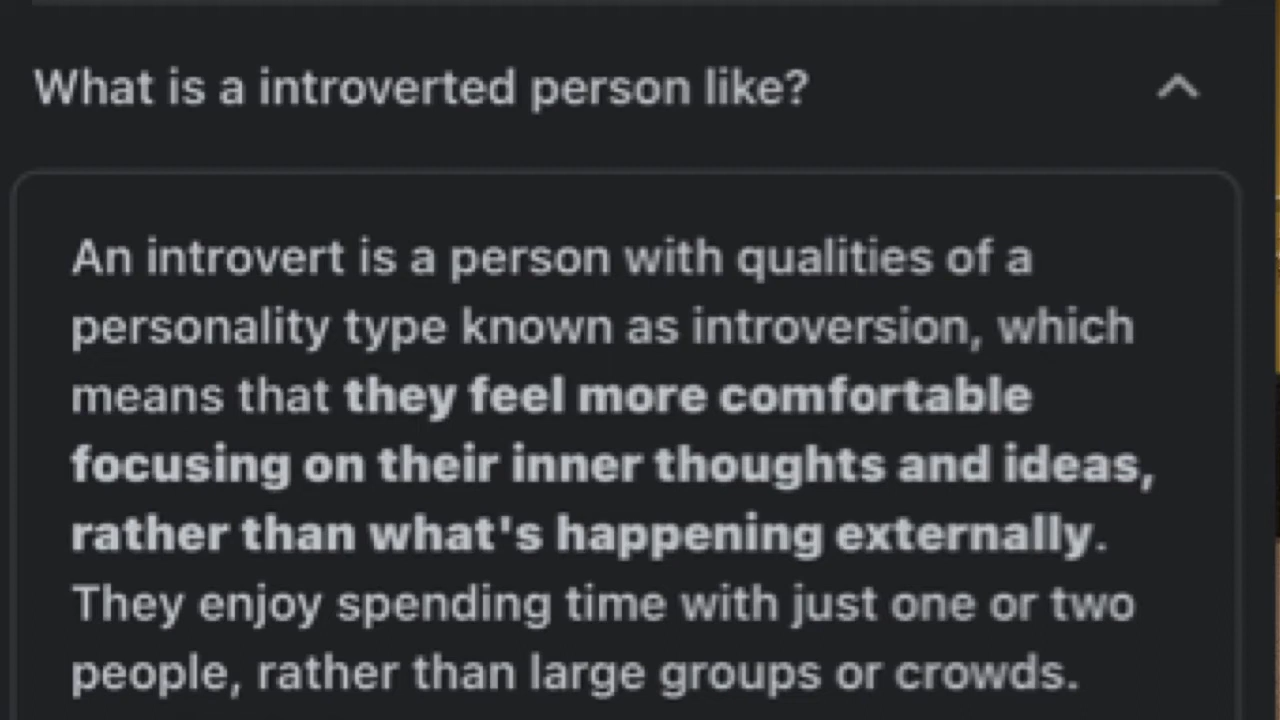 What is a introverted person like?
An introvert is a person with qualities of a
personality type known as introversion, which
means that they feel more comfortable
focusing on their inner thoughts and ideas,
rather than what's happening externally.
They enjoy spending time with just one or two
people, rather than large groups or crowds.